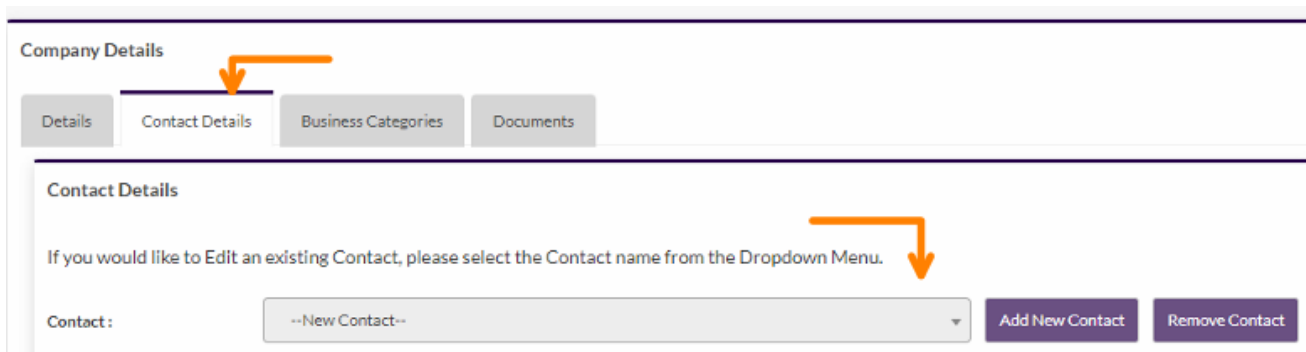 Company Details
Details Contact Details Business Categories Documents
Contact Details
If you would like to Edit an existing Contact, please select the Contact name from the Dropdown Menu.
Contact : --New Contact-- Add New Contact Remove Contact